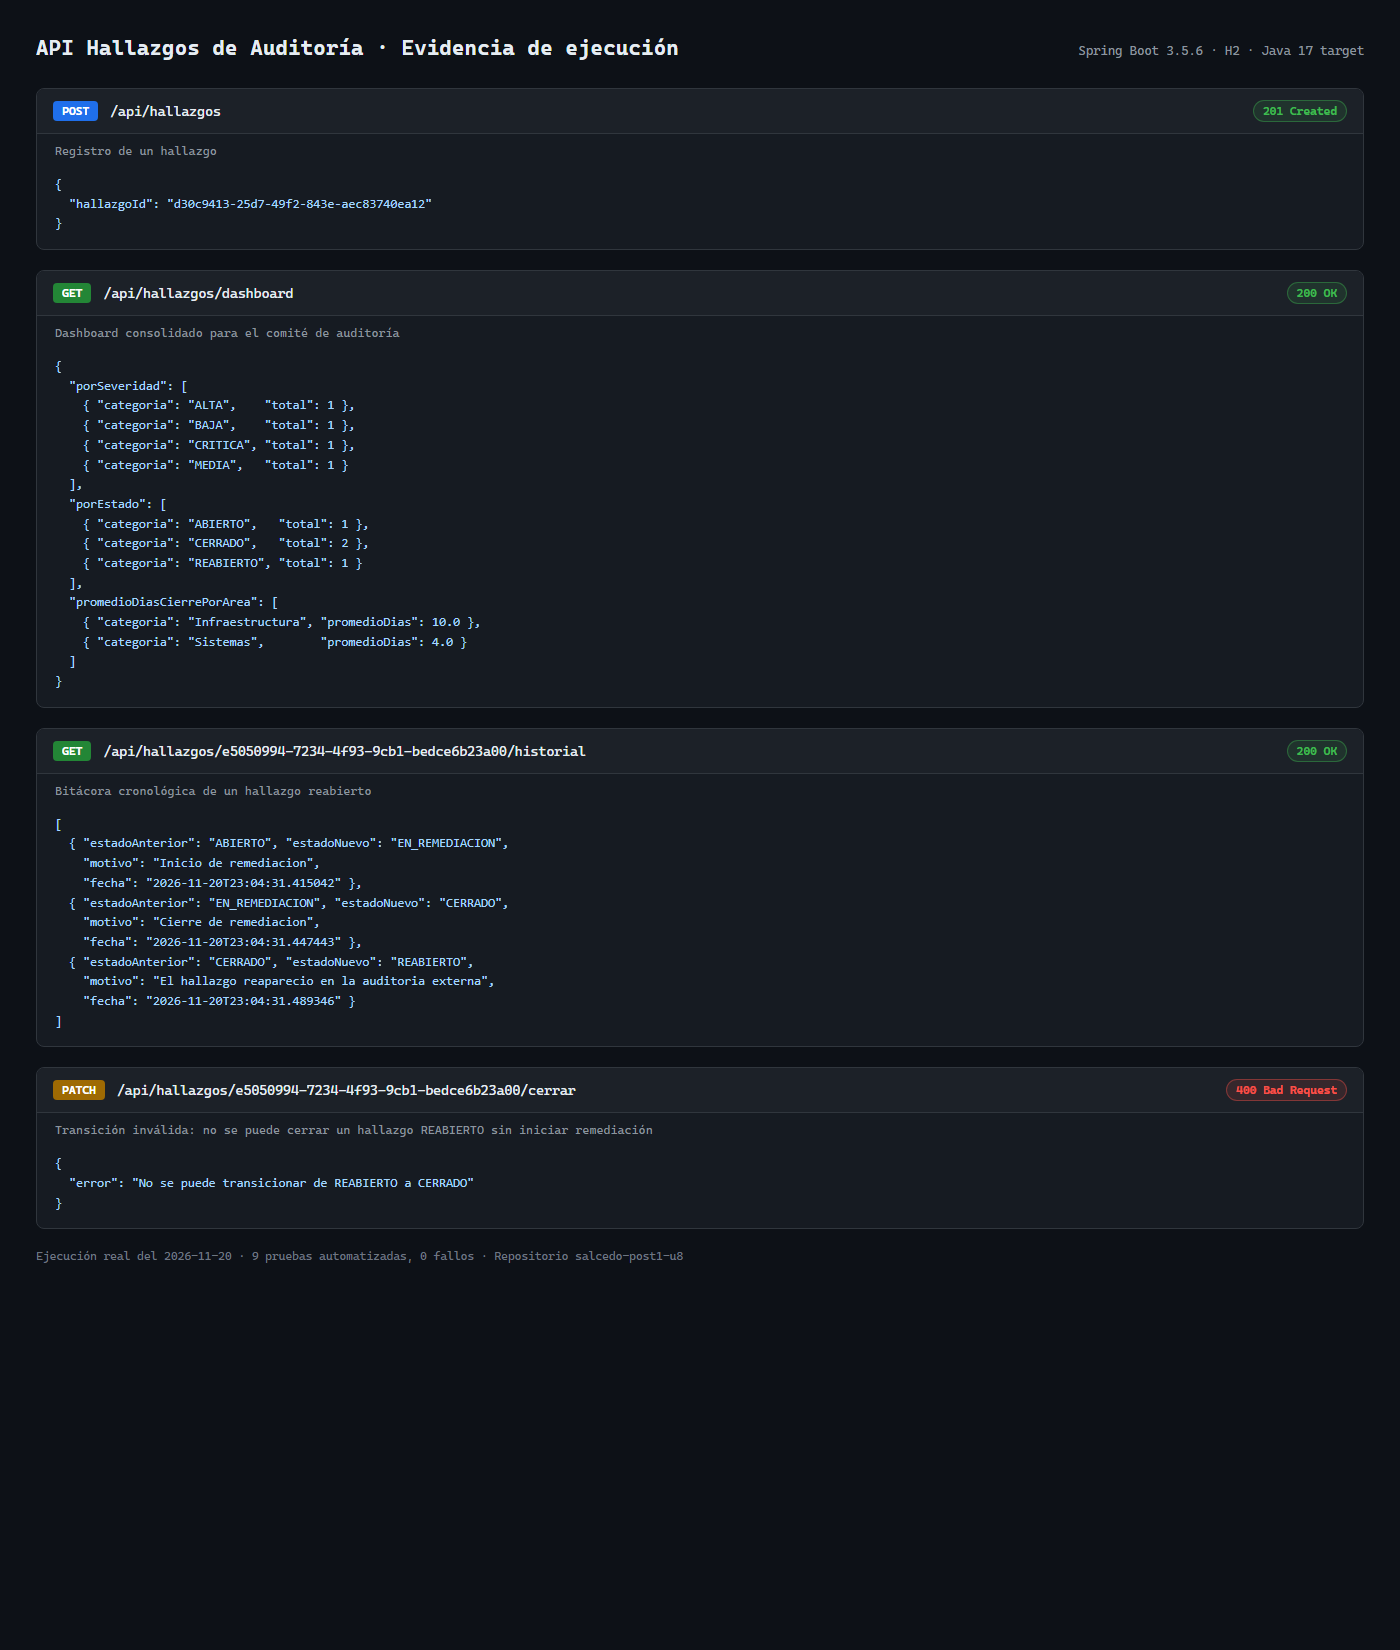 API Hallazgos de Auditoría · Evidencia de ejecución
Spring Boot 3.5.6 · H2 · Java 17 target
POST /api/hallazgos 201 Created
Registro de un hallazgo
{
  "hallazgoId": "d30c9413-25d7-49f2-843e-aec83740ea12"
}
GET /api/hallazgos/dashboard 200 OK
Dashboard consolidado para el comité de auditoría
{
  "porSeveridad": [
    { "categoria": "ALTA",    "total": 1 },
    { "categoria": "BAJA",    "total": 1 },
    { "categoria": "CRITICA", "total": 1 },
    { "categoria": "MEDIA",   "total": 1 }
  ],
  "porEstado": [
    { "categoria": "ABIERTO",   "total": 1 },
    { "categoria": "CERRADO",   "total": 2 },
    { "categoria": "REABIERTO", "total": 1 }
  ],
  "promedioDiasCierrePorArea": [
    { "categoria": "Infraestructura", "promedioDias": 10.0 },
    { "categoria": "Sistemas",        "promedioDias": 4.0 }
  ]
}
GET /api/hallazgos/e5050994-7234-4f93-9cb1-bedce6b23a00/historial 200 OK
Bitácora cronológica de un hallazgo reabierto
[
  { "estadoAnterior": "ABIERTO", "estadoNuevo": "EN_REMEDIACION",
    "motivo": "Inicio de remediacion",
    "fecha": "2026-11-20T23:04:31.415042" },
  { "estadoAnterior": "EN_REMEDIACION", "estadoNuevo": "CERRADO",
    "motivo": "Cierre de remediacion",
    "fecha": "2026-11-20T23:04:31.447443" },
  { "estadoAnterior": "CERRADO", "estadoNuevo": "REABIERTO",
    "motivo": "El hallazgo reaparecio en la auditoria externa",
    "fecha": "2026-11-20T23:04:31.489346" }
]
PATCH /api/hallazgos/e5050994-7234-4f93-9cb1-bedce6b23a00/cerrar 400 Bad Request
Transición inválida: no se puede cerrar un hallazgo REABIERTO sin iniciar remediación
{
  "error": "No se puede transicionar de REABIERTO a CERRADO"
}
Ejecución real del 2026-11-20 · 9 pruebas automatizadas, 0 fallos · Repositorio salcedo-post1-u8